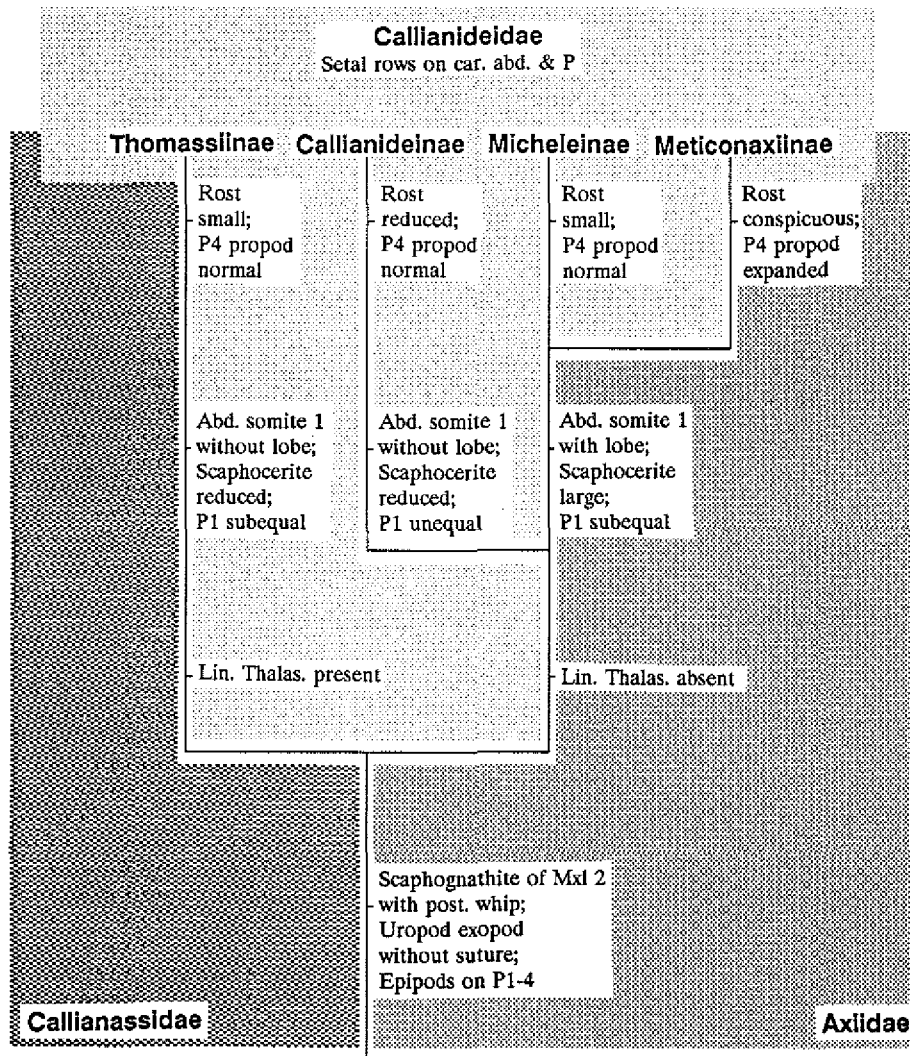 Callianideidae
Setal rows on car. abd. & P
Thomassiinae Callianideinae Micheleinae Meticonaxiinae
Rost
small;
P4 propod
normal
Rost
reduced;
P4 propod
normal
Rost
small;
P4 propod
normal
Rost
conspicuous;
P4 propod
expanded
Abd. somite 1
without lobe;
Scaphocerite
reduced;
P1 subequal
Abd. somite 1
without lobe;
Scaphocerite
reduced;
P1 unequal
Abd. somite 1
with lobe;
Scaphocerite
large;
P1 subequal
Lin. Thalas. present
Lin. Thalas. absent
Scaphognathite of Mxl 2
with post. whip;
Uropod exopod
without suture;
Epipods on P1-4
Callianassidae
Axiidae